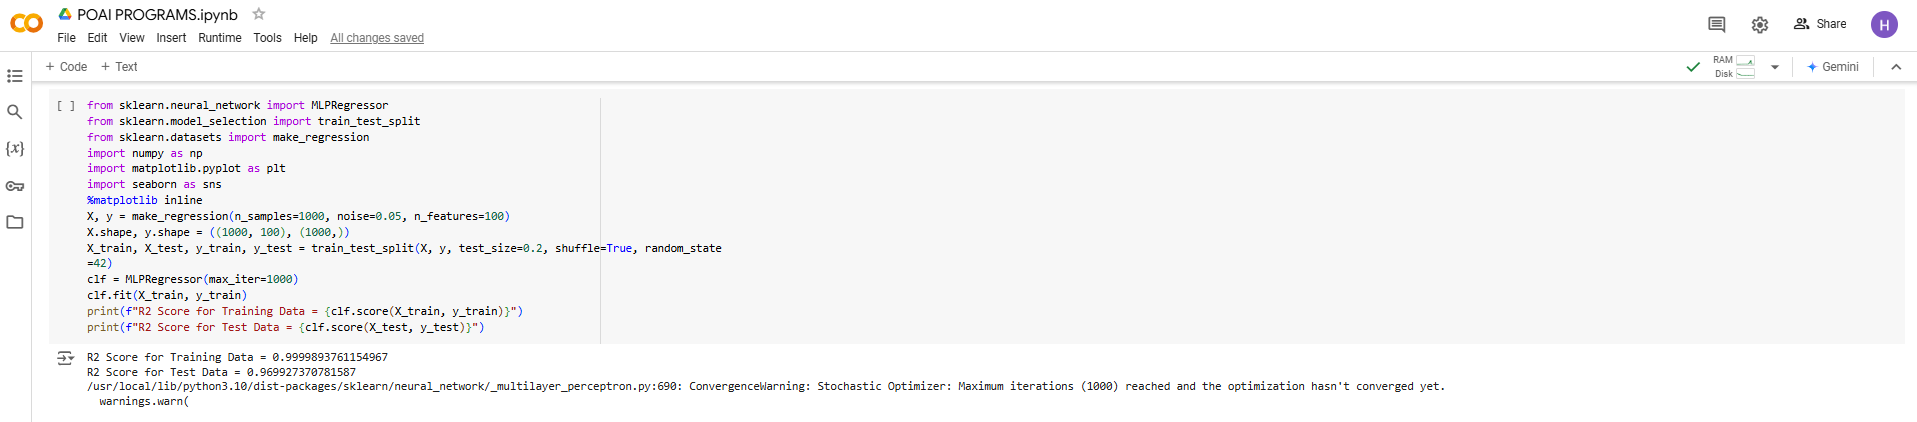 POAI PROGRAMS.ipynb
File Edit View Insert Runtime Tools Help All changes saved
Share
H
+ Code + Text
RAM
Disk
Gemini
{x}
[ ] from sklearn.neural_network import MLPRegressor
from sklearn.model_selection import train_test_split
from sklearn.datasets import make_regression
import numpy as np
import matplotlib.pyplot as plt
import seaborn as sns
%matplotlib inline
X, y = make_regression(n_samples=1000, noise=0.05, n_features=100)
X.shape, y.shape = ((1000, 100), (1000,))
X_train, X_test, y_train, y_test = train_test_split(X, y, test_size=0.2, shuffle=True, random_state
=42)
clf = MLPRegressor(max_iter=1000)
clf.fit(X_train, y_train)
print(f"R2 Score for Training Data = {clf.score(X_train, y_train)}")
print(f"R2 Score for Test Data = {clf.score(X_test, y_test)}")
R2 Score for Training Data = 0.9999893761154967
R2 Score for Test Data = 0.969927370781587
/usr/local/lib/python3.10/dist-packages/sklearn/neural_network/_multilayer_perceptron.py:690: ConvergenceWarning: Stochastic Optimizer: Maximum iterations (1000) reached and the optimization hasn't converged yet.
warnings.warn(